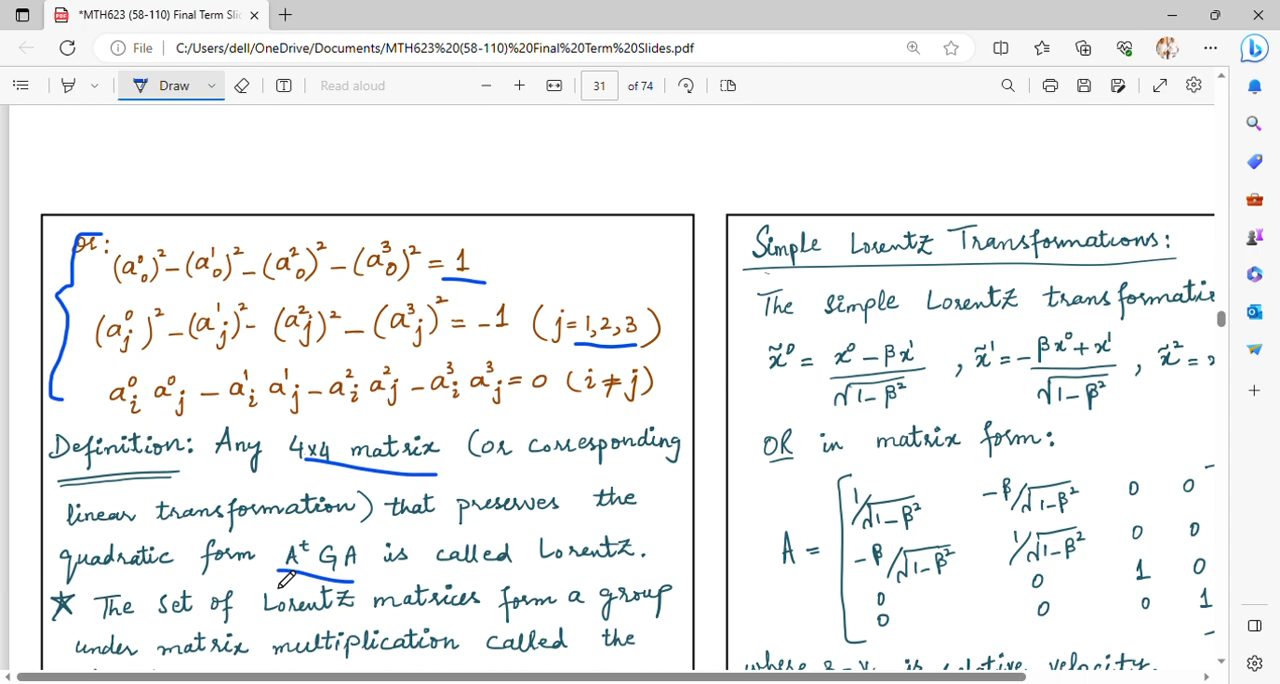 *MTH623 (58-110) Final Term Slid
File
C:/Users/dell/OneDrive/Documents/MTH623%20(58-110)%20Final%20Term%20Slides.pdf
Draw
Read aloud
31
of 74
or:
(a⁰₀)² - (a¹₀)² - (a²₀)² - (a³₀)² = 1
(a⁰ⱼ)² - (a¹ⱼ)² - (a²ⱼ)² - (a³ⱼ)² = -1 (j = 1,2,3)
a⁰ᵢ a⁰ⱼ - a¹ᵢ a¹ⱼ - a²ᵢ a²ⱼ - a³ᵢ a³ⱼ = 0 (i ≠ j)
Definition: Any 4x4 matrix (or corresponding
linear transformation) that preserves the
quadratic form Aᵗ G A is called Lorentz.
★ The set of Lorentz matrices form a group
under matrix multiplication called the
Simple Lorentz Transformations:
The simple Lorentz transformatio
x̃⁰ = x⁰ - βx¹ / √1-β² , x̃¹ = -βx⁰ + x¹ / √1-β² , x̃² =
OR in matrix form:
A = [ 1/√1-β² -β/√1-β² 0 0
-β/√1-β² 1/√1-β² 0 0
0 0 1 0
0 0 0 1
is relative velocity.